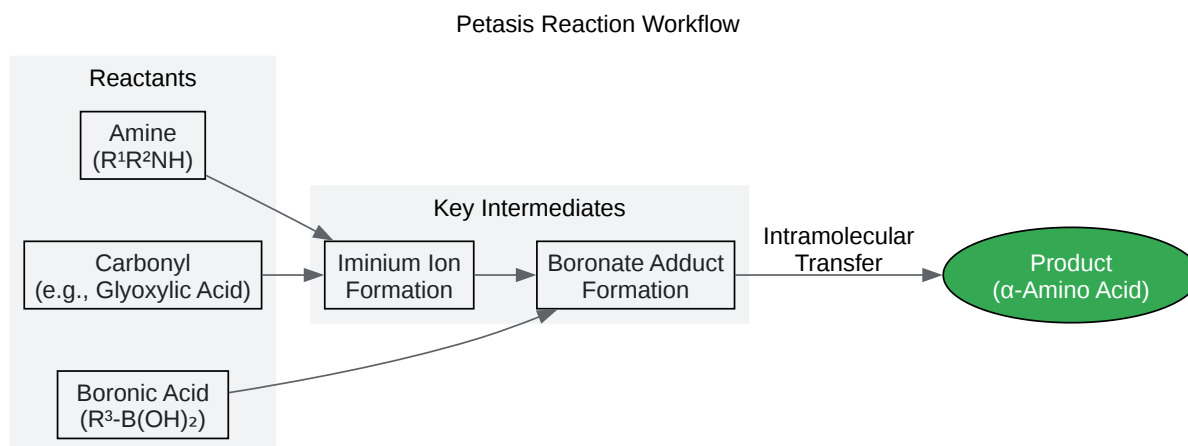 Petasis Reaction Workflow
Reactants
Amine
(R¹R²NH)
Carbonyl
(e.g., Glyoxylic Acid)
Boronic Acid
(R³-B(OH)₂)
Key Intermediates
Iminium Ion
Formation
Boronate Adduct
Formation
Intramolecular
Transfer
Product
(α-Amino Acid)